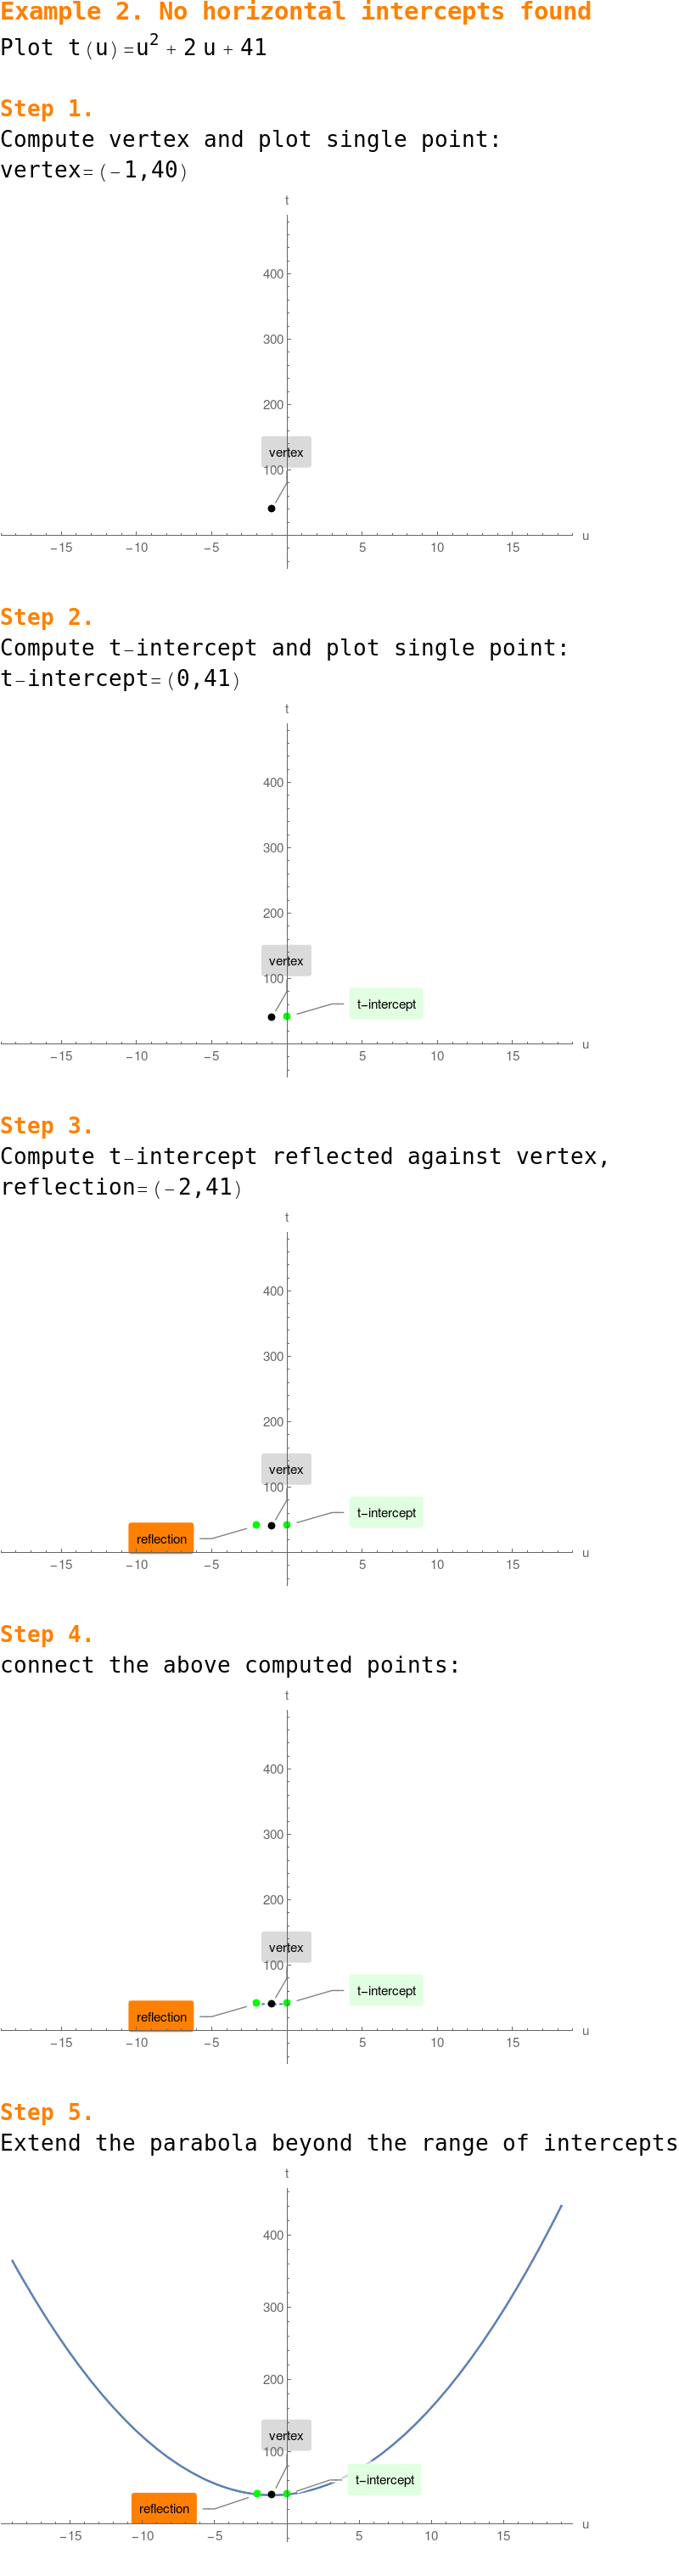 Example 2. No horizontal intercepts found
Plot t(u)=u² + 2 u + 41
Step 1.
Compute vertex and plot single point:
vertex=(−1,40)
t
400
300
200
vertex
100
u
−15 −10 −5 5 10 15
Step 2.
Compute t−intercept and plot single point:
t−intercept=(0,41)
t
400
300
200
vertex
100
t−intercept
u
−15 −10 −5 5 10 15
Step 3.
Compute t−intercept reflected against vertex,
reflection=(−2,41)
t
400
300
200
vertex
100
t−intercept
reflection
u
−15 −10 −5 5 10 15
Step 4.
connect the above computed points:
t
400
300
200
vertex
100
t−intercept
reflection
u
−15 −10 −5 5 10 15
Step 5.
Extend the parabola beyond the range of intercepts
t
400
300
200
vertex
100
t−intercept
reflection
u
−15 −10 −5 5 10 15